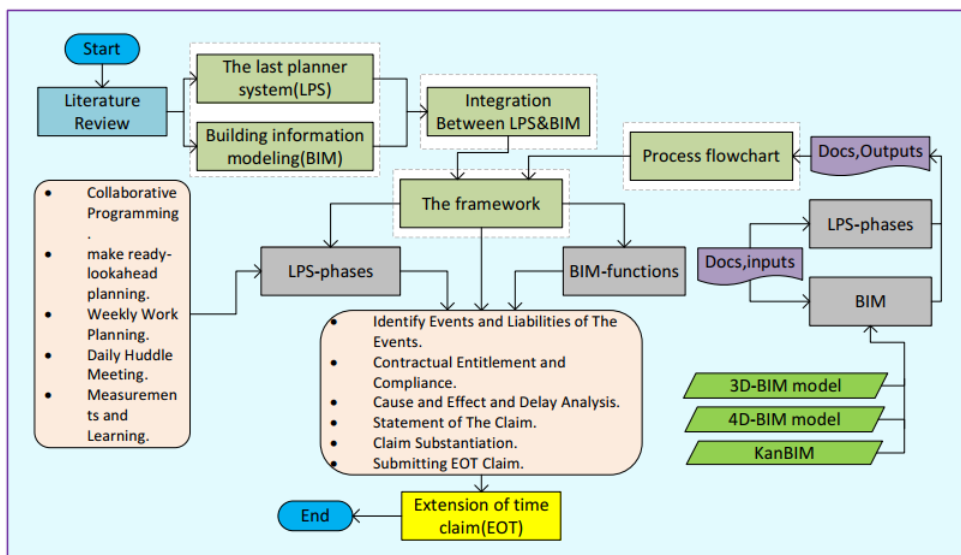 Start
Literature
Review
The last planner
system(LPS)
Building information
modeling(BIM)
Integration
Between LPS&BIM
Process flowchart
Docs,Outputs
The framework
• Collaborative
Programming
.
• make ready-
lookahead
planning.
• Weekly Work
Planning.
• Daily Huddle
Meeting.
• Measuremen
ts and
Learning.
LPS-phases
BIM-functions
Docs,inputs
LPS-phases
BIM
3D-BIM model
4D-BIM model
KanBIM
• Identify Events and Liabilities of The
Events.
• Contractual Entitlement and
Compliance.
• Cause and Effect and Delay Analysis.
• Statement of The Claim.
• Claim Substantiation.
• Submitting EOT Claim.
Extension of time
claim(EOT)
End